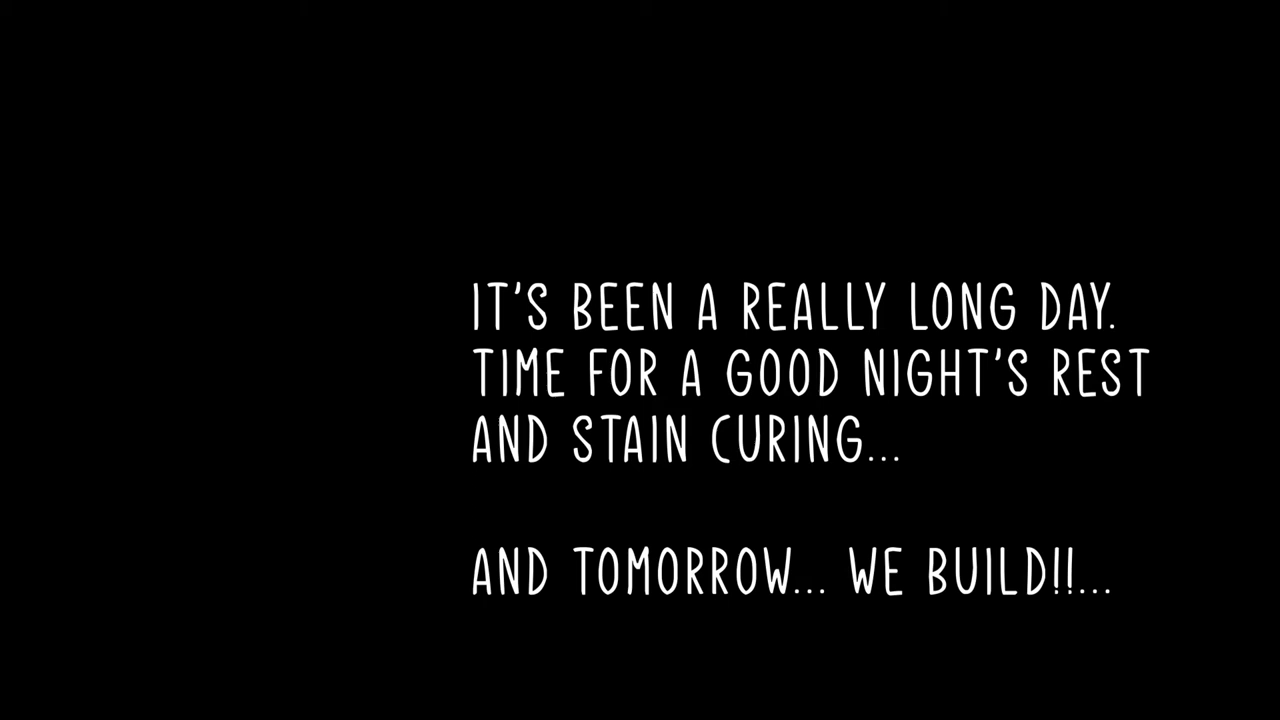 IT'S BEEN A REALLY LONG DAY.
TIME FOR A GOOD NIGHT'S REST
AND STAIN CURING...
AND TOMORROW... WE BUILD!!...